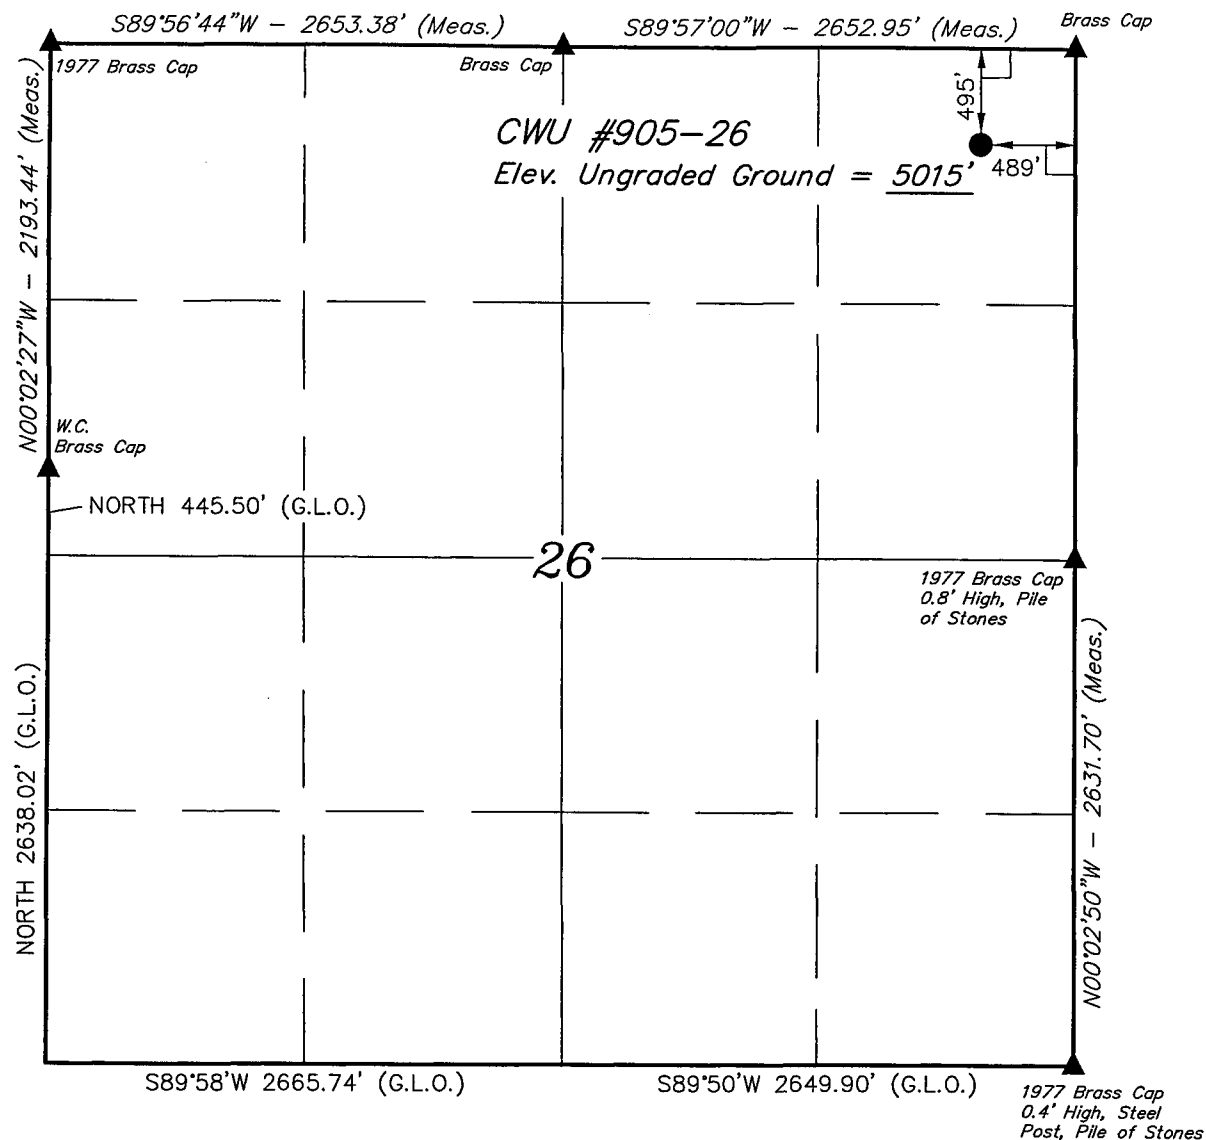 S89°56'44"W - 2653.38' (Meas.)
S89°57'00"W - 2652.95' (Meas.)
Brass Cap
1977 Brass Cap
Brass Cap
495'
CWU #905-26
Elev. Ungraded Ground = 5015'
489'
N00°02'27"W - 2193.44' (Meas.)
W.C.
Brass Cap
NORTH 445.50' (G.L.O.)
26
1977 Brass Cap
0.8' High, Pile
of Stones
NORTH 2638.02' (G.L.O.)
N00°02'50"W - 2631.70' (Meas.)
S89°58'W 2665.74' (G.L.O.)
S89°50'W 2649.90' (G.L.O.)
1977 Brass Cap
0.4' High, Steel
Post, Pile of Stones